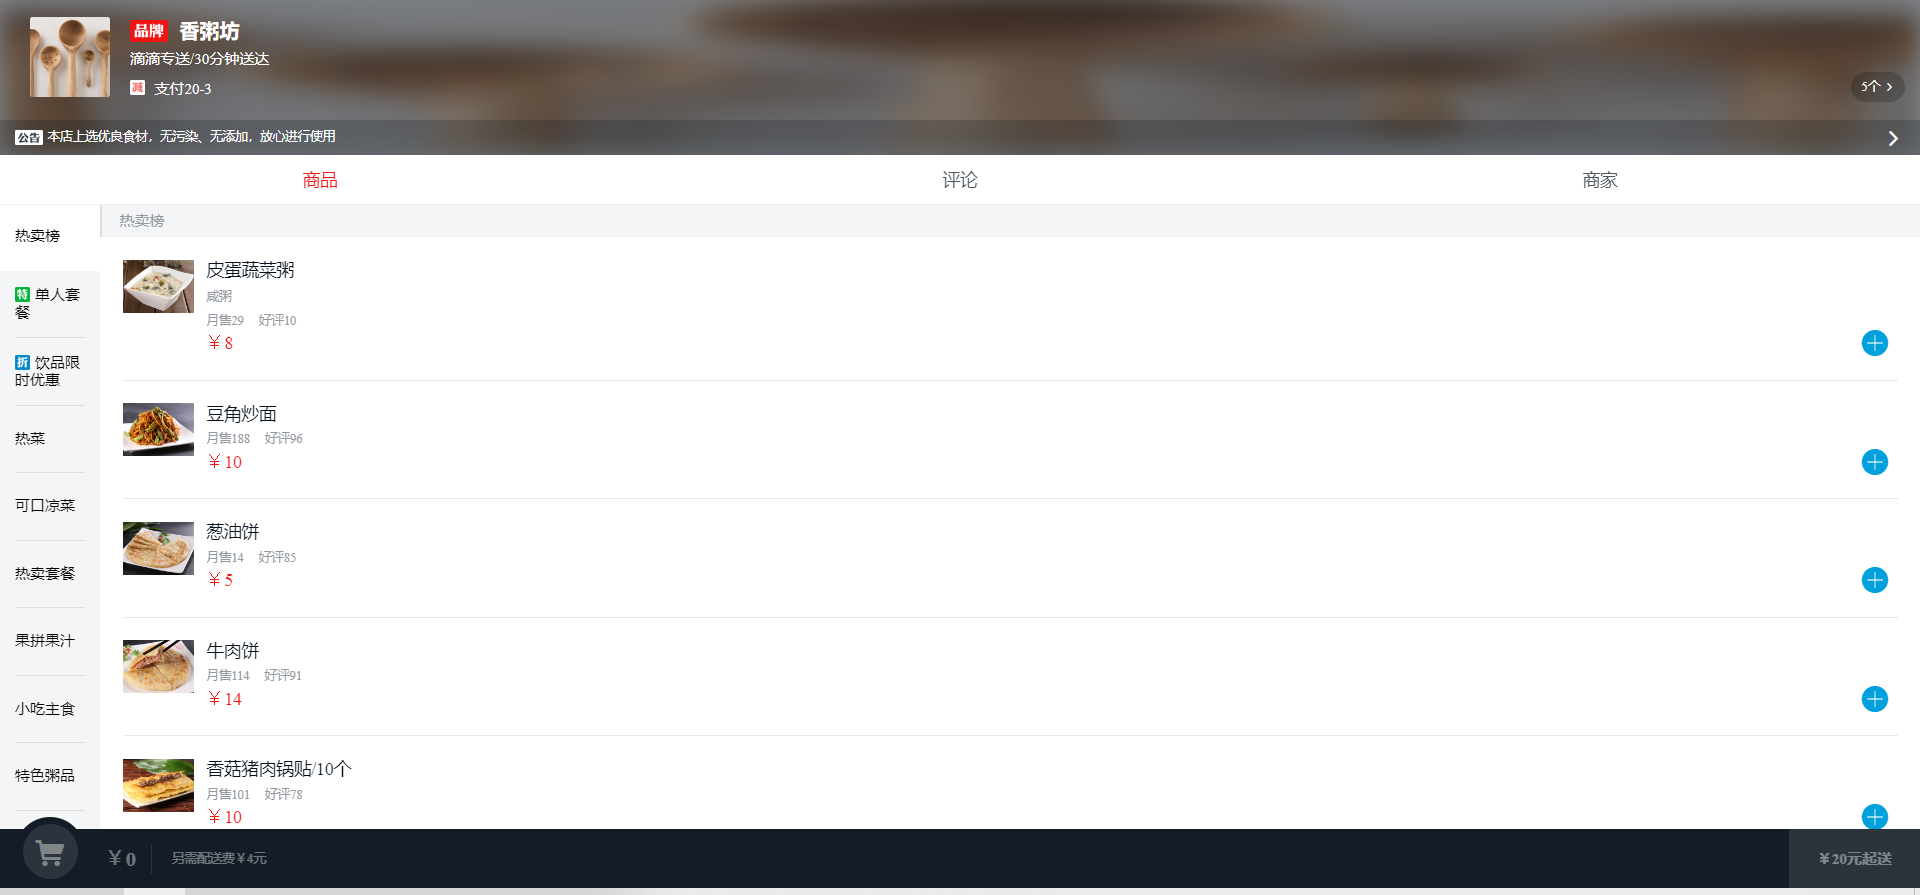 品牌 香粥坊
滴滴专送/30分钟送达
减 支付20-3
5个
公告 本店上选优良食材，无污染、无添加，放心进行使用
商品 评论 商家
热卖榜
特 单人套
餐
折 饮品限
时优惠
热菜
可口凉菜
热卖套餐
果拼果汁
小吃主食
特色粥品
热卖榜
皮蛋蔬菜粥
咸粥
月售29 好评10
￥8
豆角炒面
月售188 好评96
￥10
葱油饼
月售14 好评85
￥5
牛肉饼
月售114 好评91
￥14
香菇猪肉锅贴/10个
月售101 好评78
￥10
￥0 另需配送费￥4元 ￥20元起送